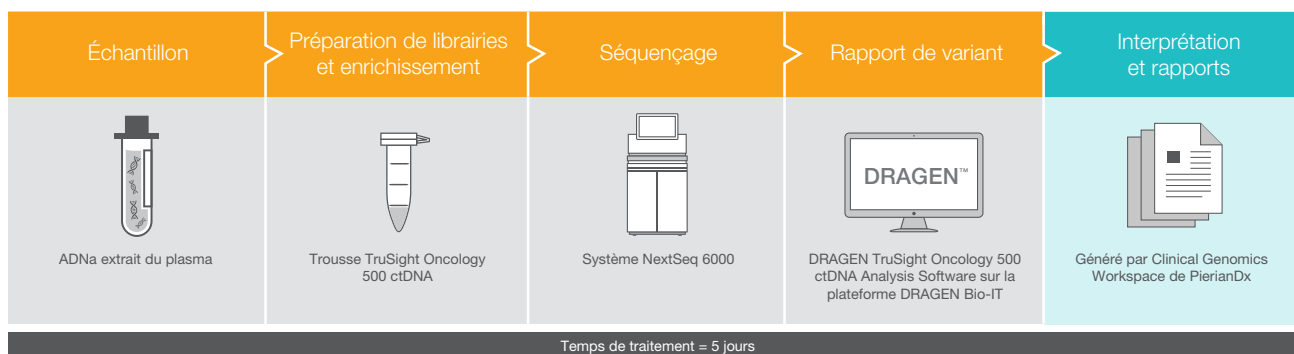 Échantillon
ADNa extrait du plasma
Préparation de librairies
et enrichissement
Trousse TruSight Oncology
500 ctDNA
Séquençage
Système NextSeq 6000
Rapport de variant
DRAGEN™
DRAGEN TruSight Oncology 500
ctDNA Analysis Software sur la
plateforme DRAGEN Bio-IT
Interprétation
et rapports
Généré par Clinical Genomics
Workspace de PierianDx
Temps de traitement = 5 jours